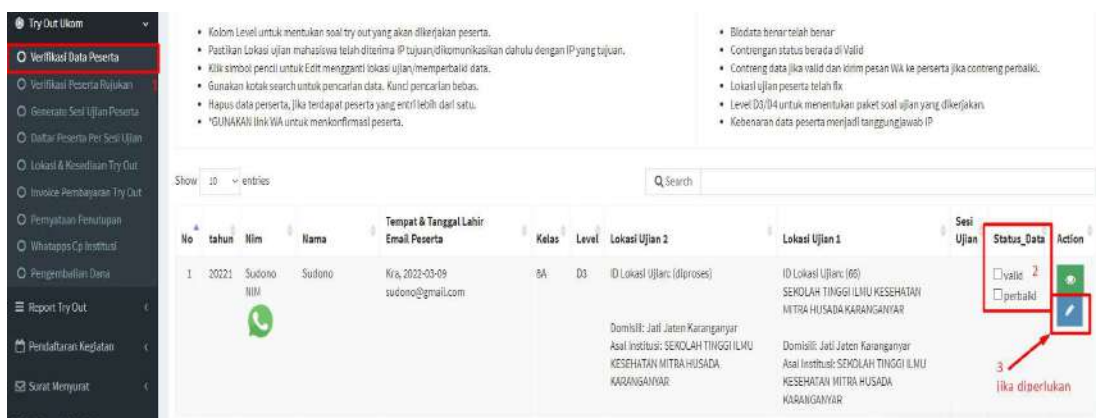 Try Out Ukom
Verifikasi Data Peserta
Verifikasi Peserta Rujukan
1
Generate Sesi Ujian Peserta
Daftar Peserta Per Sesi Ujian
Lokasi & Kesediaan Try Out
Invoice Pembayaran Try Out
Pernyataan Penutupan
Whatapps Cp Institusi
Pengembalian Dana
Report Try Out
Pendaftaran Kegiatan
Surat Menyurat
• Kolom Level untuk mentukan soal try out yang akan dikerjakan peserta.
• Pastikan Lokasi ujian mahasiswa telah diterima IP tujuan/dikomunikasikan dahulu dengan IP yang tujuan.
• Klik simbol pencil untuk Edit mengganti lokasi ujian/memperbaiki data.
• Gunakan kotak search untuk pencarian data. Kunci pencarian bebas.
• Hapus data perserta, jika terdapat peserta yang entri lebih dari satu.
• *GUNAKAN link WA untuk menkonfirmasi peserta.
• Biodata benar telah benar
• Contrengan status berada di Valid
• Contreng data jika valid dan kirim pesan WA ke perserta jika contreng perbaiki.
• Lokasi ujian peserta telah fix
• Level D3/D4 untuk menentukan paket soal ujian yang dikerjakan.
• Kebenaran data peserta menjadi tanggungjawab IP
Show 10 entries
Search
No tahun Nim Nama Tempat & Tanggal Lahir Email Peserta Kelas Level Lokasi Ujian 2 Lokasi Ujian 1 Sesi Ujian Status_Data Action
1 20221 Sudono NIM Sudono Kra, 2022-03-09
sudono@gmail.com
6A D3
ID Lokasi Ujian: (diproses)
Domisili: Jati Jaten Karanganyar
Asal Institusi: SEKOLAH TINGGI ILMU
KESEHATAN MITRA HUSADA
KARANGANYAR
ID Lokasi Ujian: (66)
SEKOLAH TINGGI ILMU KESEHATAN
MITRA HUSADA KARANGANYAR
Domisili: Jati Jaten Karanganyar
Asal Institusi: SEKOLAH TINGGI ILMU
KESEHATAN MITRA HUSADA
KARANGANYAR
valid 2
perbaiki
3
jika diperlukan